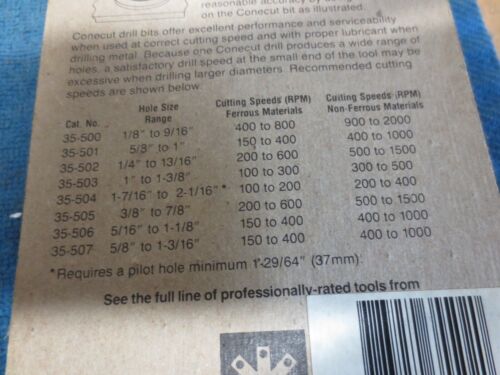 reasonable accuracy by
on the Conecut bit as illustrated.
Conecut drill bits offer excellent performance and serviceability
when used at correct cutting speed and with proper lubricant when
drilling metal. Because one Conecut drill produces a wide range of
holes, a satisfactory drill speed at the small end of the tool may be
excessive when drilling larger diameters. Recommended cutting
speeds are shown below.
Cat. No. Hole Size Range Cutting Speeds (RPM) Ferrous Materials Cutting Speeds (RPM) Non-Ferrous Materials
35-500 1/8" to 9/16" 400 to 800 900 to 2000
35-501 5/3" to 1" 150 to 400 400 to 1000
35-502 1/4" to 13/16" 200 to 600 500 to 1500
35-503 1" to 1-3/8" 100 to 300 300 to 500
35-504 1-7/16" to 2-1/16"* 100 to 200 200 to 400
35-505 3/8" to 7/8" 200 to 600 500 to 1500
35-506 5/16" to 1-1/8" 150 to 400 400 to 1000
35-507 5/8" to 1-3/16" 150 to 400 400 to 1000
*Requires a pilot hole minimum 1-29/64" (37mm):
See the full line of professionally-rated tools from